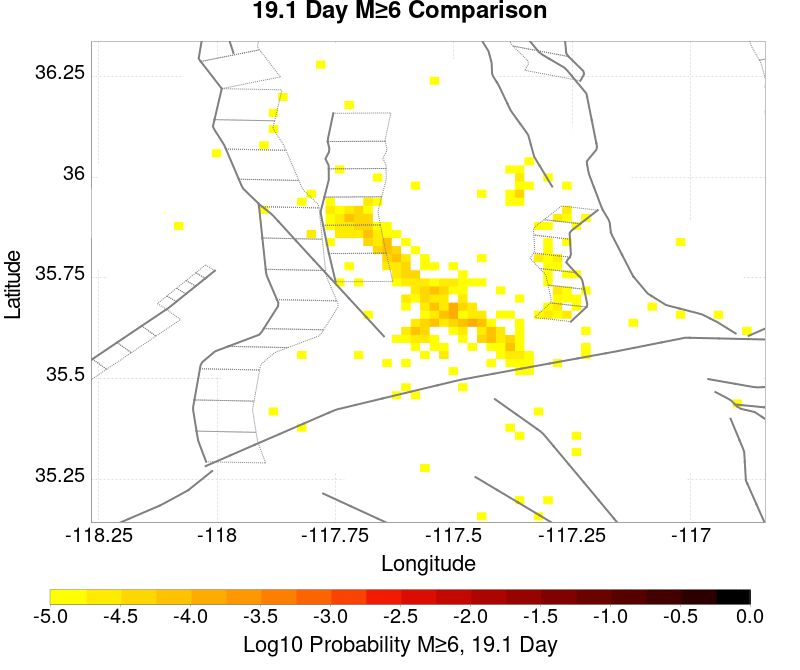 19.1 Day M≥6 Comparison
36.25
36
35.75
35.5
35.25
Latitude
-118.25 -118 -117.75 -117.5 -117.25 -117
Longitude
-5.0 -4.5 -4.0 -3.5 -3.0 -2.5 -2.0 -1.5 -1.0 -0.5 0.0
Log10 Probability M≥6, 19.1 Day